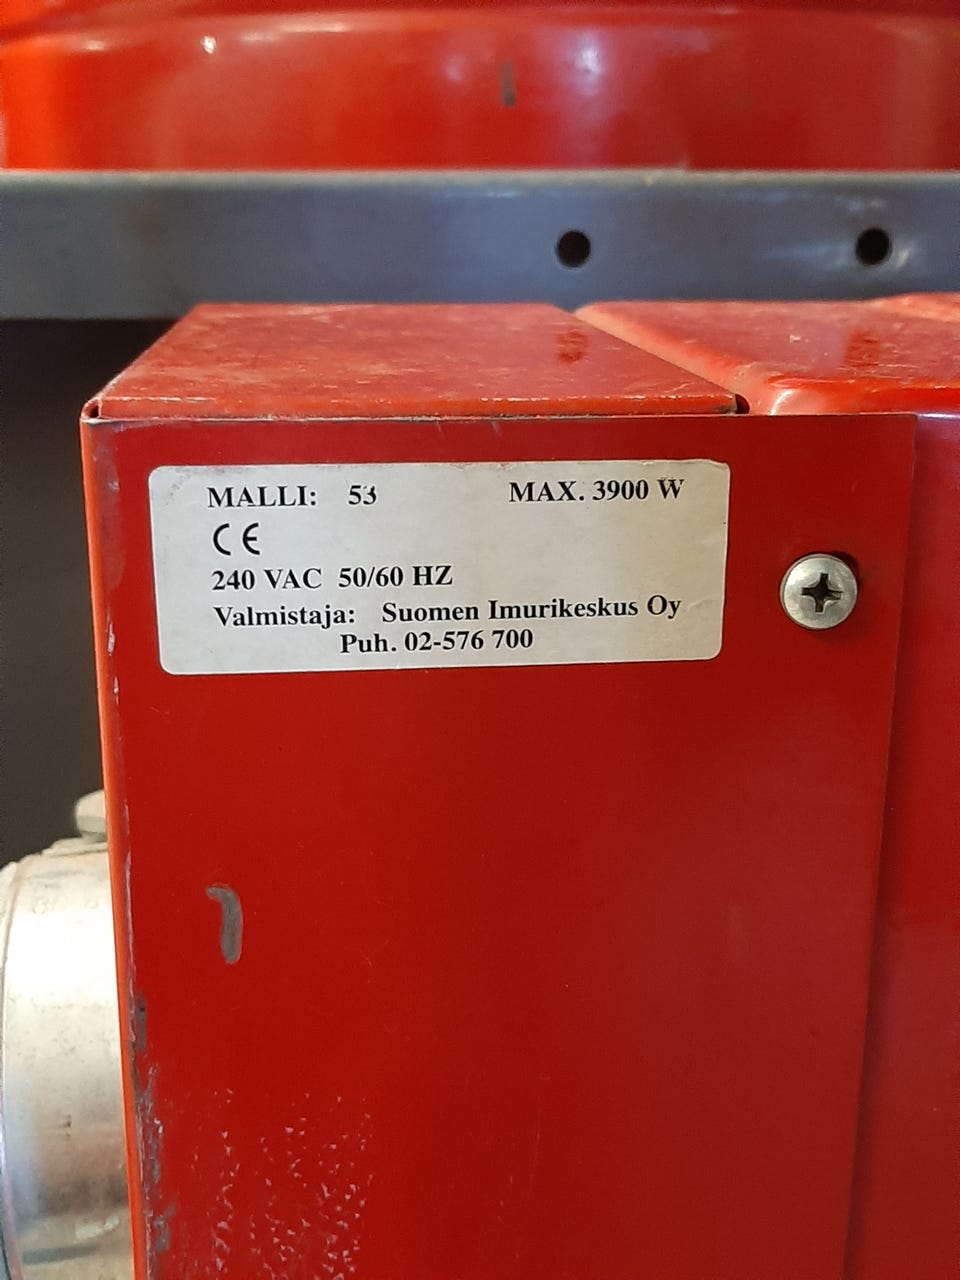 MALLI: 53 MAX. 3900 W
CE
240 VAC 50/60 HZ
Valmistaja: Suomen Imurikeskus Oy
Puh. 02-576 700